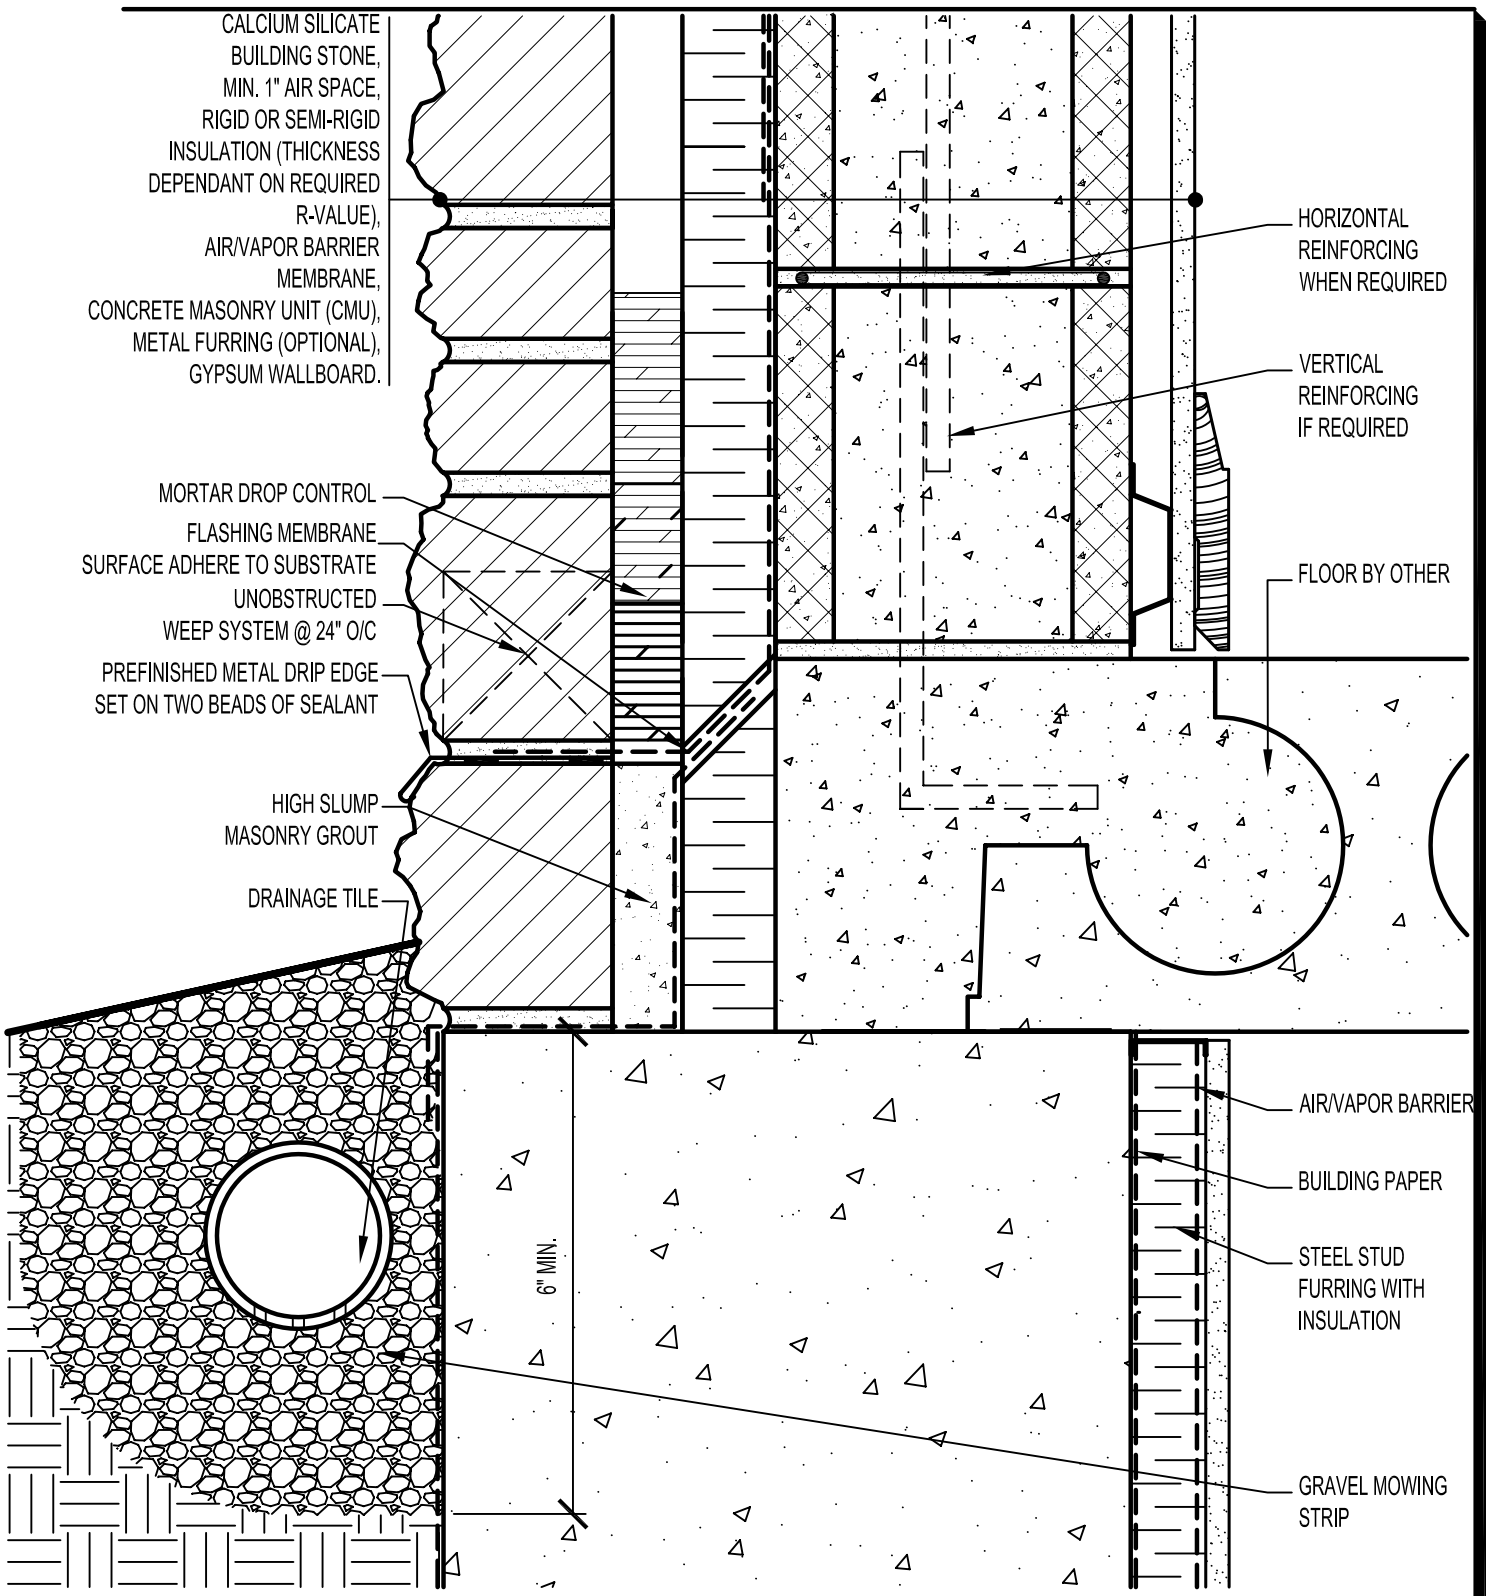 CALCIUM SILICATE
BUILDING STONE,
MIN. 1" AIR SPACE,
RIGID OR SEMI-RIGID
INSULATION (THICKNESS
DEPENDANT ON REQUIRED
R-VALUE),
AIR/VAPOR BARRIER
MEMBRANE,
CONCRETE MASONRY UNIT (CMU),
METAL FURRING (OPTIONAL),
GYPSUM WALLBOARD.
MORTAR DROP CONTROL
FLASHING MEMBRANE
SURFACE ADHERE TO SUBSTRATE
UNOBSTRUCTED
WEEP SYSTEM @ 24" O/C
PREFINISHED METAL DRIP EDGE
SET ON TWO BEADS OF SEALANT
HIGH SLUMP
MASONRY GROUT
DRAINAGE TILE
6" MIN.
HORIZONTAL
REINFORCING
WHEN REQUIRED
VERTICAL
REINFORCING
IF REQUIRED
FLOOR BY OTHER
AIR/VAPOR BARRIER
BUILDING PAPER
STEEL STUD
FURRING WITH
INSULATION
GRAVEL MOWING
STRIP